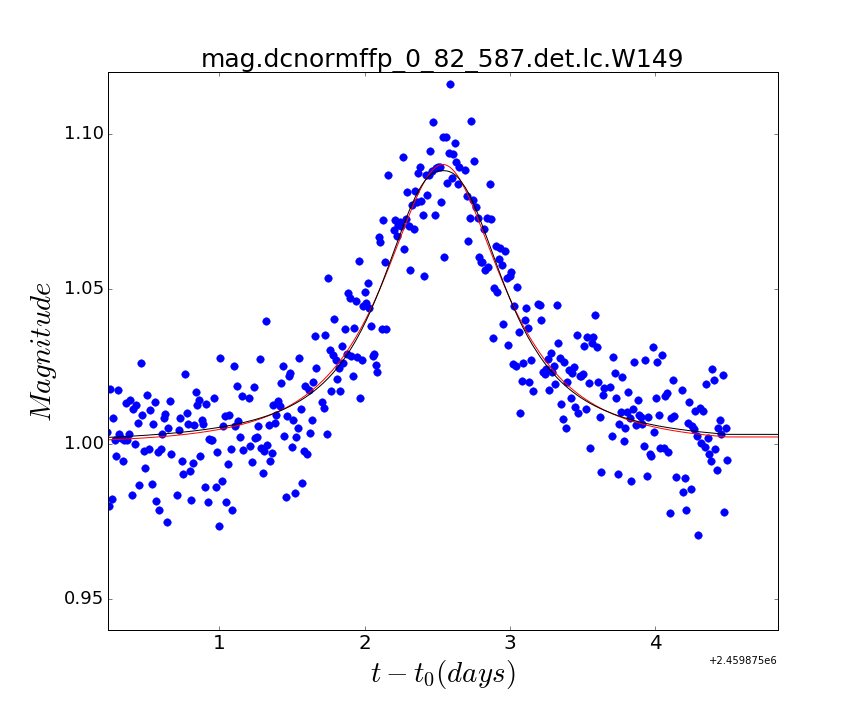 mag.dcnormffp_0_82_587.det.lc.W149
Magnitude
1.10
1.05
1.00
0.95
1 2 3 4
+2.459875e6
t − t₀(days)